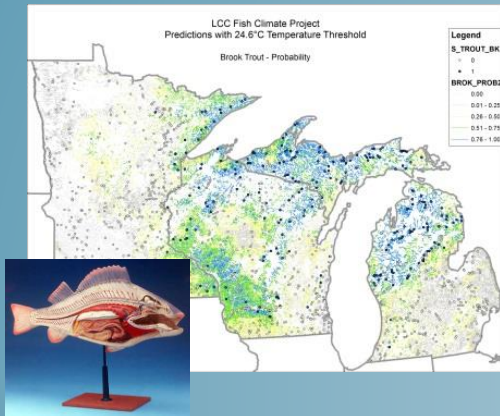 LCC Fish Climate Project
Predictions with 24.6°C Temperature Threshold
Brook Trout - Probability
Legend
S_TROUT_BK
0
1
BROK_PROB2
0.00
0.01 - 0.25
0.26 - 0.50
0.51 - 0.75
0.76 - 1.00